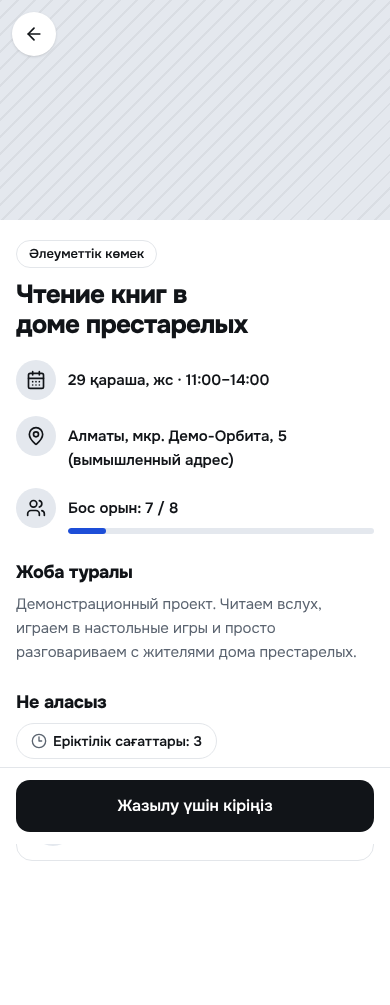 Әлеуметтік көмек
Чтение книг в
доме престарелых
29 қараша, жс · 11:00–14:00
Алматы, мкр. Демо-Орбита, 5
(вымышленный адрес)
Бос орын: 7 / 8
Жоба туралы
Демонстрационный проект. Читаем вслух,
играем в настольные игры и просто
разговариваем с жителями дома престарелых.
Не аласыз
Еріктілік сағаттары: 3
Жазылу үшін кіріңіз